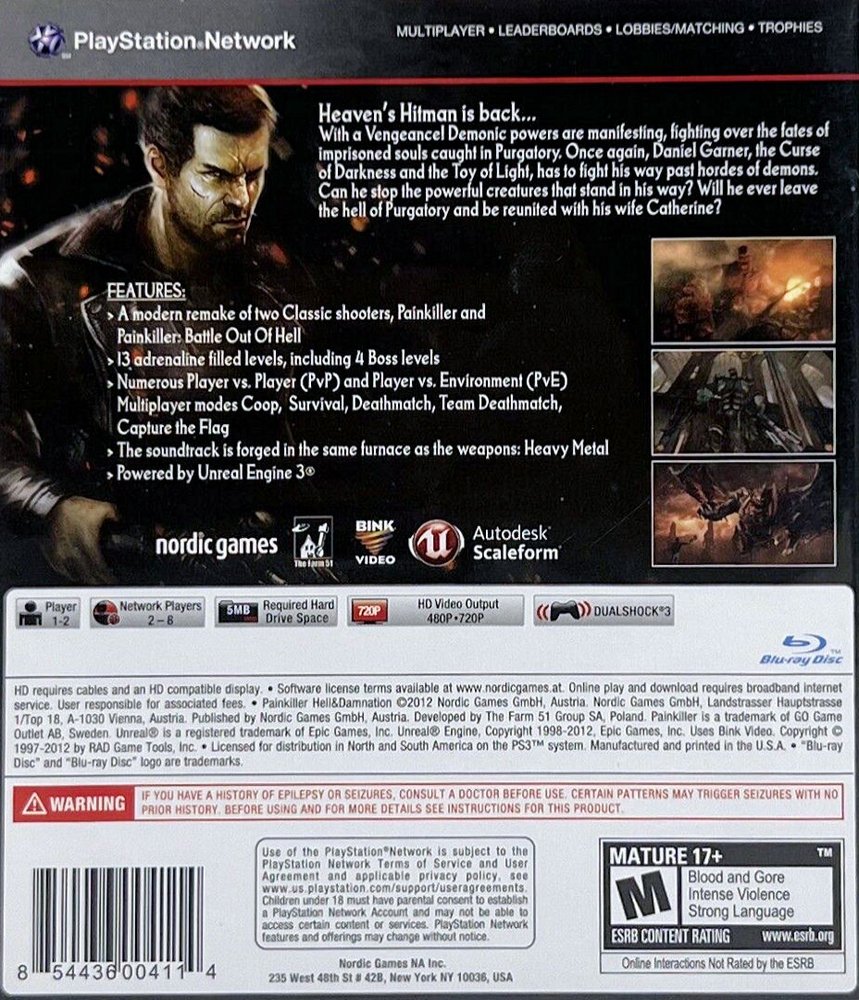 PlayStation®Network
MULTIPLAYER • LEADERBOARDS • LOBBIES/MATCHING • TROPHIES
Heaven's Hitman is back...
With a Vengeance! Demonic powers are manifesting, fighting over the fates of
imprisoned souls caught in Purgatory. Once again, Daniel Garner, the Curse
of Darkness and the Toy of Light, has to fight his way past hordes of demons.
Can he stop the powerful creatures that stand in his way? Will he ever leave
the hell of Purgatory and be reunited with his wife Catherine?
FEATURES:
> A modern remake of two Classic shooters, Painkiller and
Painkiller: Battle Out Of Hell
> 13 adrenaline filled levels, including 4 Boss levels
> Numerous Player vs. Player (PvP) and Player vs. Environment (PvE)
Multiplayer modes Coop, Survival, Deathmatch, Team Deathmatch,
Capture the Flag
> The soundtrack is forged in the same furnace as the weapons: Heavy Metal
> Powered by Unreal Engine 3®
nordic games
The Farm 51
BINK
VIDEO
U
Autodesk®
Scaleform®
Player
1-2
Network Players
2-8
5MB
Required Hard
Drive Space
720P
HD Video Output
480P•720P
DUALSHOCK®3
Blu-ray Disc™
HD requires cables and an HD compatible display. • Software license terms available at www.nordicgames.at. Online play and download requires broadband internet
service. User responsible for associated fees. • Painkiller Hell&Damnation ©2012 Nordic Games GmbH, Austria. Nordic Games GmbH, Landstrasser Hauptstrasse
1/Top 18, A-1030 Vienna, Austria. Published by Nordic Games GmbH, Austria. Developed by The Farm 51 Group SA, Poland. Painkiller is a trademark of GO Game
Outlet AB, Sweden. Unreal® is a registered trademark of Epic Games, Inc. Unreal® Engine, Copyright 1998-2012, Epic Games, Inc. Uses Bink Video. Copyright ©
1997-2012 by RAD Game Tools, Inc. • Licensed for distribution in North and South America on the PS3™ system. Manufactured and printed in the U.S.A. • "Blu-ray
Disc" and "Blu-ray Disc" logo are trademarks.
WARNING
IF YOU HAVE A HISTORY OF EPILEPSY OR SEIZURES, CONSULT A DOCTOR BEFORE USE. CERTAIN PATTERNS MAY TRIGGER SEIZURES WITH NO
PRIOR HISTORY. BEFORE USING AND FOR MORE DETAILS SEE INSTRUCTIONS FOR THIS PRODUCT.
Use of the PlayStation®Network is subject to the
PlayStation Network Terms of Service and User
Agreement and applicable privacy policy, see
www.us.playstation.com/support/useragreements.
Children under 18 must have parental consent to establish
a PlayStation Network Account and may not be able to
access certain content or services. PlayStation Network
features and offerings may change without notice.
Nordic Games NA Inc.
235 West 48th St # 42B, New York NY 10036, USA
8 54436 00411 4
MATURE 17+ ™
M
Blood and Gore
Intense Violence
Strong Language
ESRB CONTENT RATING www.esrb.org
Online Interactions Not Rated by the ESRB